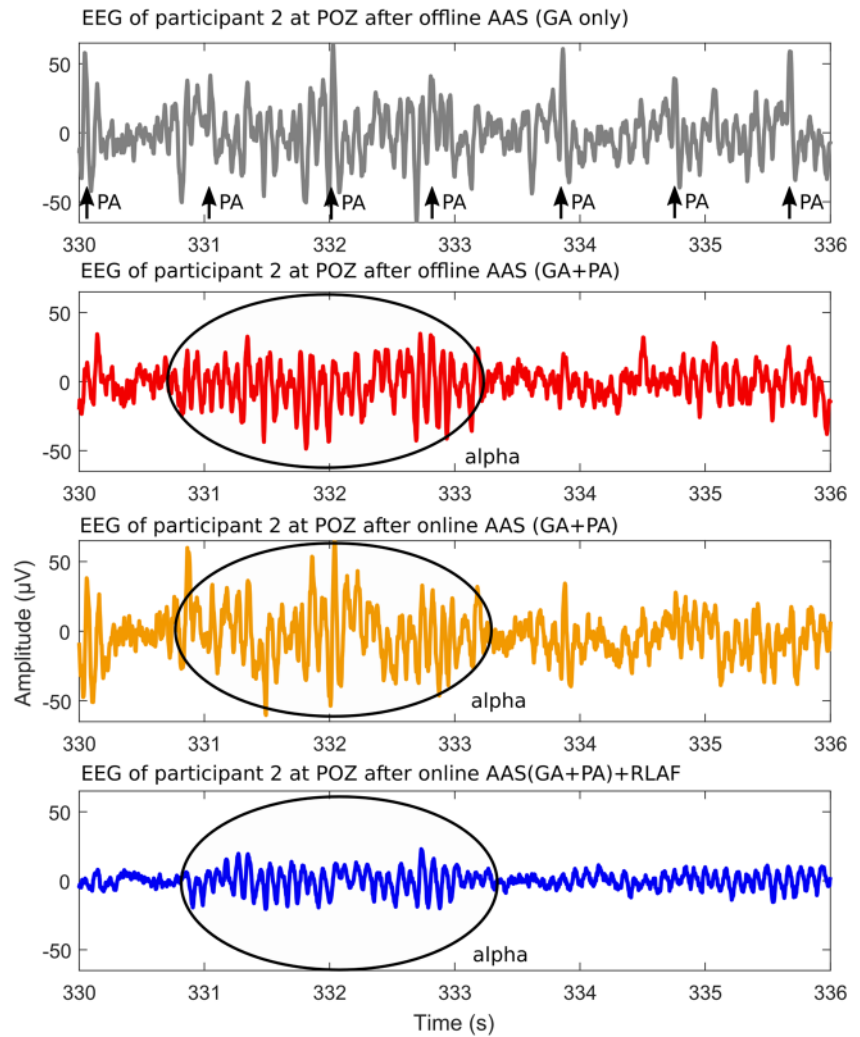 EEG of participant 2 at POZ after offline AAS (GA only)
50
0
-50
PA PA PA PA PA PA PA
330 331 332 333 334 335 336
EEG of participant 2 at POZ after offline AAS (GA+PA)
50
0
-50
alpha
330 331 332 333 334 335 336
EEG of participant 2 at POZ after online AAS (GA+PA)
50
0
-50
alpha
330 331 332 333 334 335 336
Amplitude (μV)
EEG of participant 2 at POZ after online AAS(GA+PA)+RLAF
50
0
-50
alpha
330 331 332 333 334 335 336
Time (s)